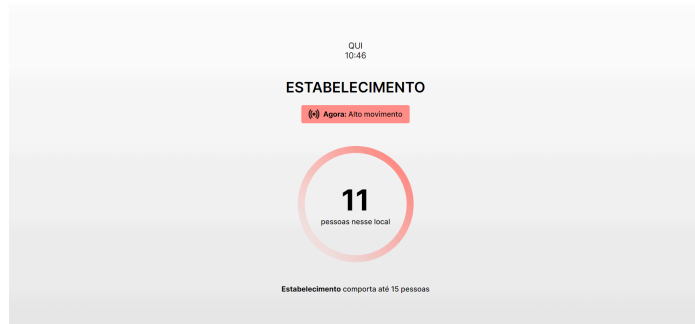 QUI
10:46
ESTABELECIMENTO
Agora: Alto movimento
11
pessoas nesse local
Estabelecimento comporta até 15 pessoas